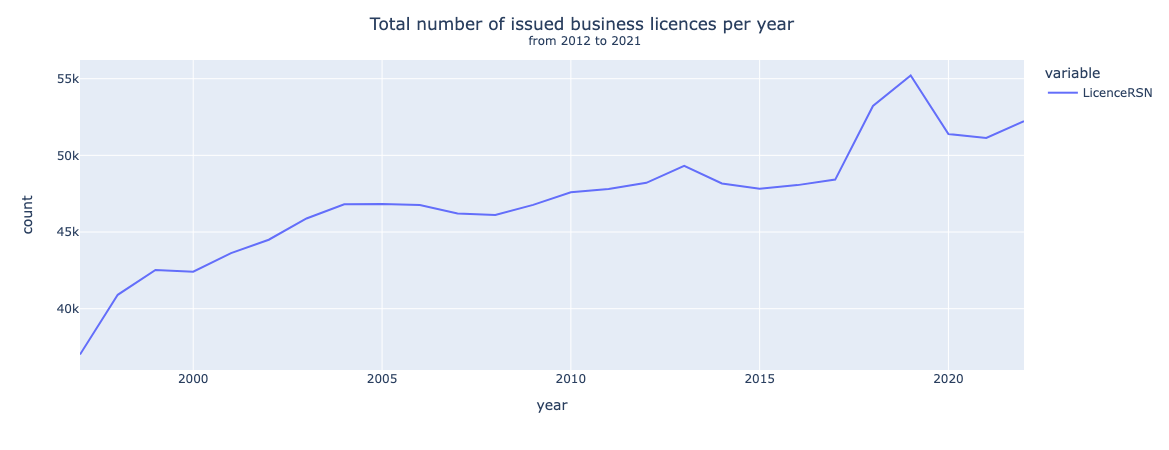 Total number of issued business licences per year
from 2012 to 2021
variable
LicenceRSN
55k
50k
45k
40k
count
2000 2005 2010 2015 2020
year